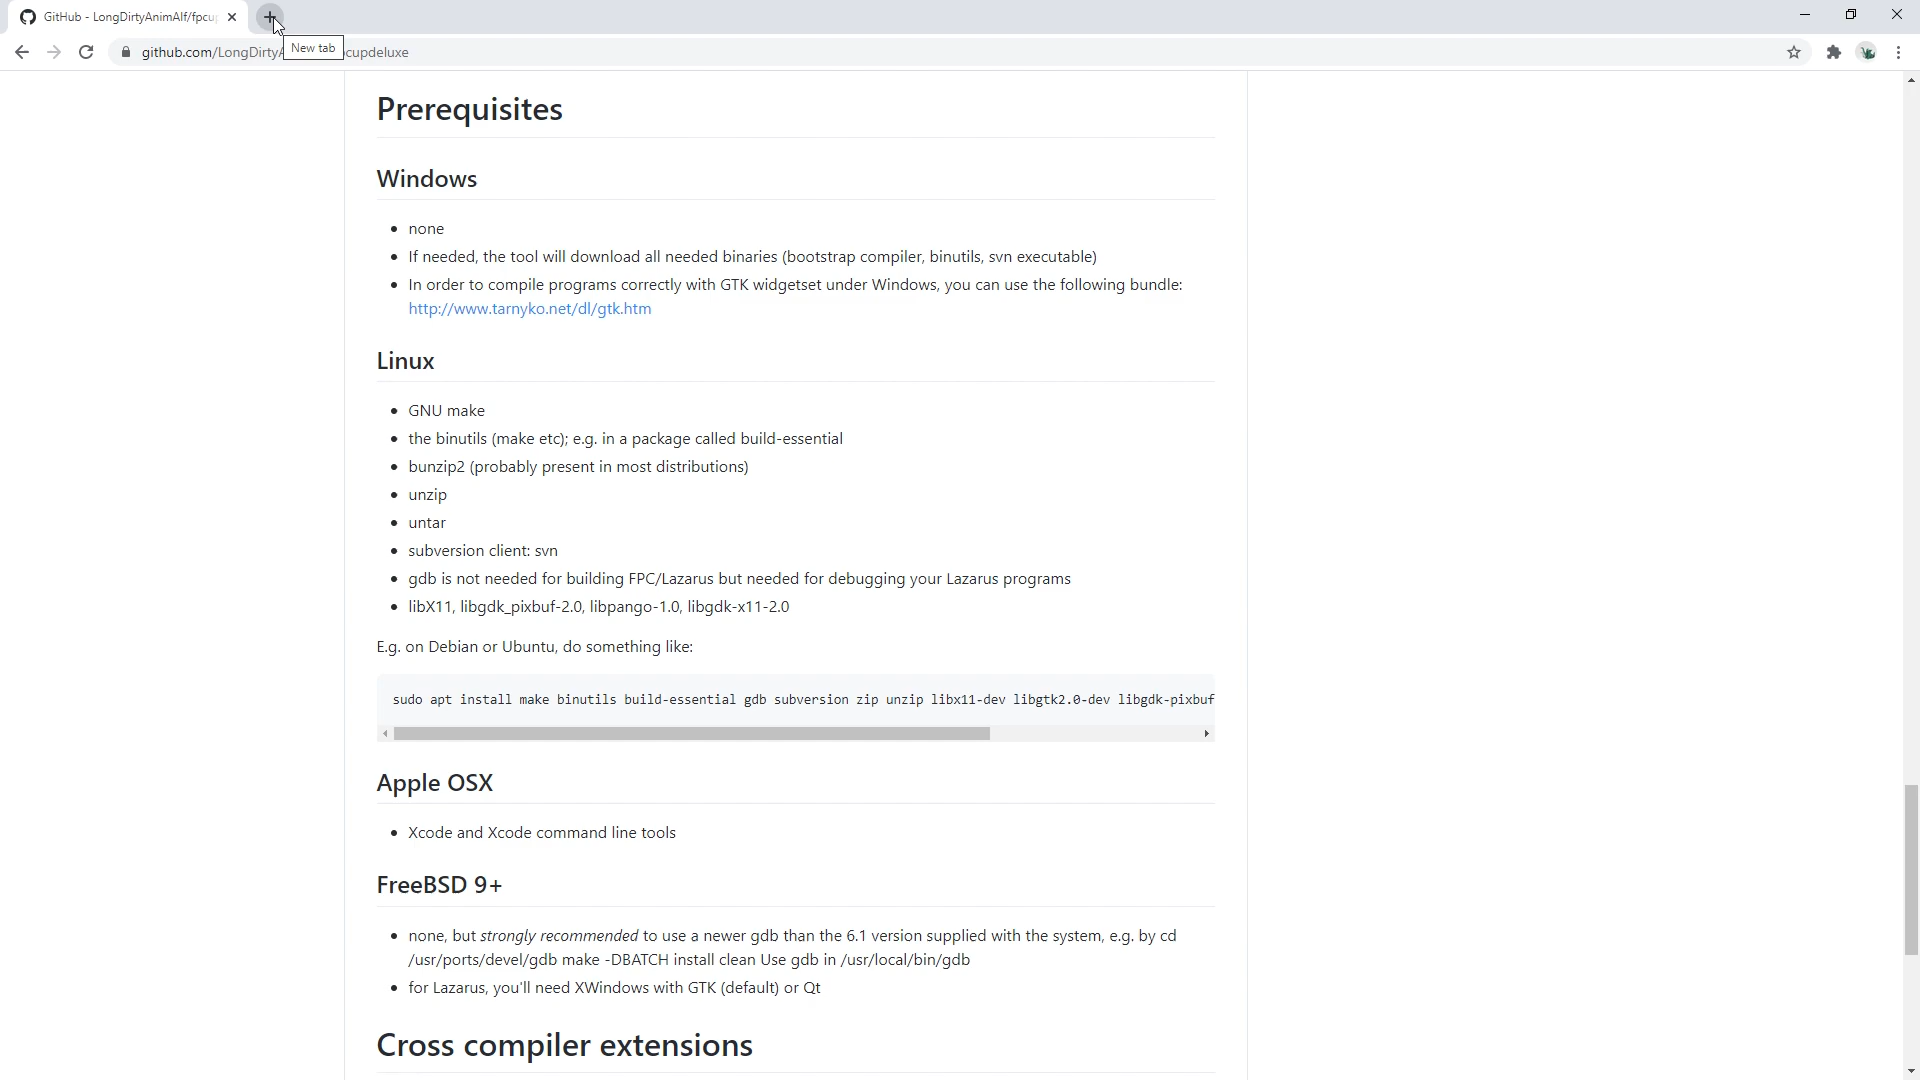 GitHub - LongDirtyAnimAlf/fpcup
New tab
github.com/LongDirty cupdeluxe
Prerequisites
Windows
none
If needed, the tool will download all needed binaries (bootstrap compiler, binutils, svn executable)
In order to compile programs correctly with GTK widgetset under Windows, you can use the following bundle:
http://www.tarnyko.net/dl/gtk.htm
Linux
GNU make
the binutils (make etc); e.g. in a package called build-essential
bunzip2 (probably present in most distributions)
unzip
untar
subversion client: svn
gdb is not needed for building FPC/Lazarus but needed for debugging your Lazarus programs
libX11, libgdk_pixbuf-2.0, libpango-1.0, libgdk-x11-2.0
E.g. on Debian or Ubuntu, do something like:
sudo apt install make binutils build-essential gdb subversion zip unzip libx11-dev libgtk2.0-dev libgdk-pixbuf
Apple OSX
Xcode and Xcode command line tools
FreeBSD 9+
none, but strongly recommended to use a newer gdb than the 6.1 version supplied with the system, e.g. by cd
/usr/ports/devel/gdb make -DBATCH install clean Use gdb in /usr/local/bin/gdb
for Lazarus, you'll need XWindows with GTK (default) or Qt
Cross compiler extensions